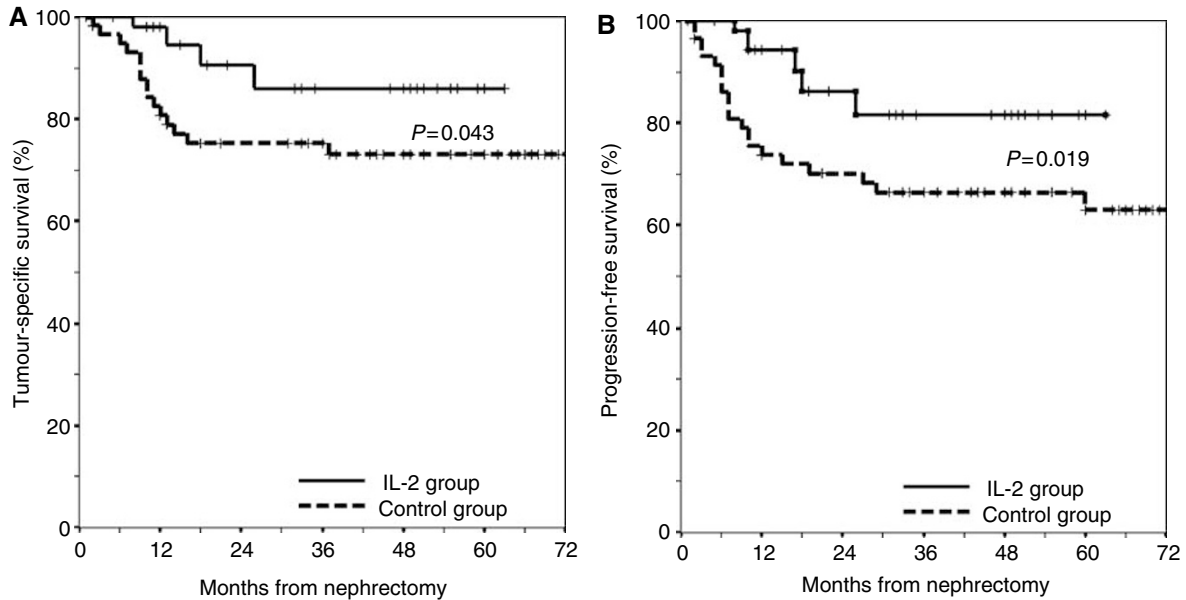 A
Tumour-specific survival (%)
100
80
60
40
20
0
P=0.043
IL-2 group
Control group
0 12 24 36 48 60 72
Months from nephrectomy
B
Progression-free survival (%)
100
80
60
40
20
0
P=0.019
IL-2 group
Control group
0 12 24 36 48 60 72
Months from nephrectomy